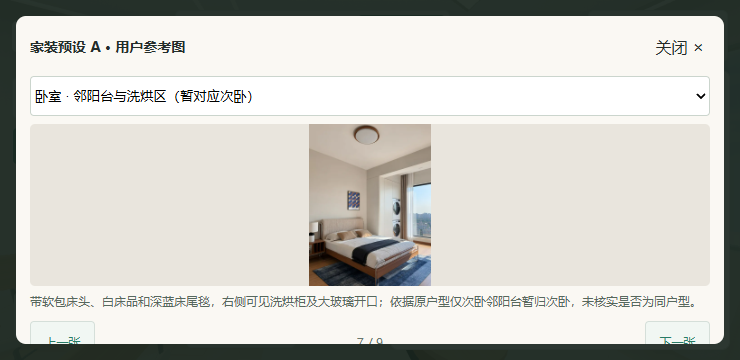 家装预设 A • 用户参考图
关闭 ×
卧室 · 邻阳台与洗烘区（暂对应次卧）
带软包床头、白床品和深蓝床尾毯，右侧可见洗烘柜及大玻璃开口；依据原户型仅次卧邻阳台暂归次卧，未核实是否为同户型。
上一张
7 / 9
下一张